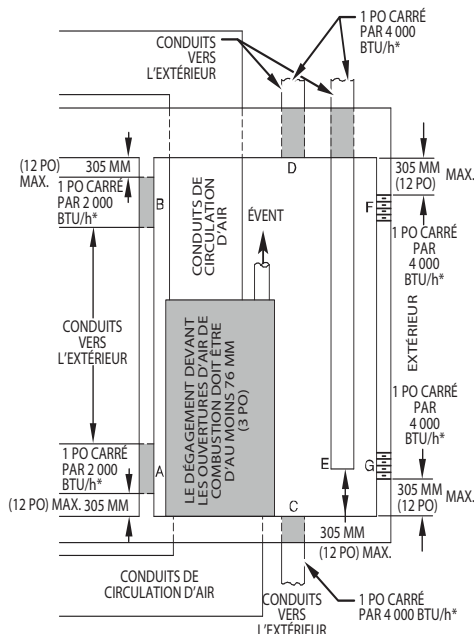 1 PO CARRÉ
PAR 4 000
BTU/h*
CONDUITS
VERS
L'EXTÉRIEUR
(12 PO)
MAX.
305 MM
1 PO CARRÉ
PAR 2 000
BTU/h*
B
D
CONDUITS DE
CIRCULATION
D'AIR
ÉVENT
305 MM
(12 PO)
MAX.
F
1 PO CARRÉ
PAR
4 000
BTU/h*
EXTÉRIEUR
CONDUITS
VERS
L'EXTÉRIEUR
LE DÉGAGEMENT DEVANT
LES OUVERTURES D'AIR DE
COMBUSTION DOIT ÊTRE
D'AU MOINS 76 MM
(3 PO)
1 PO CARRÉ
PAR
4 000
BTU/h*
1 PO CARRÉ
PAR 2 000
BTU/h*
A
E
G
(12 PO) MAX.
305 MM
C
305 MM
(12 PO)
MAX.
305 MM
(12 PO) MAX.
CONDUITS DE
CIRCULATION D'AIR
CONDUITS
VERS
L'EXTÉRIEUR
1 PO CARRÉ
PAR 4 000 BTU/h*